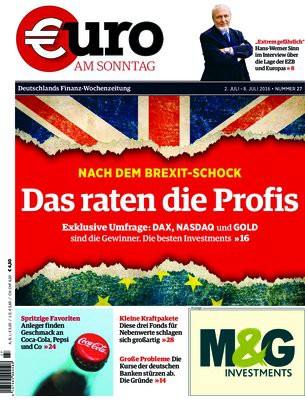 €uro
AM SONNTAG
„Extrem gefährlich“
Hans-Werner Sinn
im Interview über
die Lage der EZB
und Europas »8
Deutschlands Finanz-Wochenzeitung
2. JULI - 8. JULI 2016 • NUMMER 27
NACH DEM BREXIT-SCHOCK
Das raten die Profis
Exklusive Umfrage: DAX, NASDAQ und GOLD
sind die Gewinner. Die besten Investments »16
€ 4,50
Spritzige Favoriten
Anleger finden
Geschmack an
Coca-Cola, Pepsi
und Co »24
Coca-Cola
Kleine Kraftpakete
Diese drei Fonds für
Nebenwerte schlagen
sich großartig »28
Große Probleme Die
Kurse der deutschen
Banken stürzen ab.
Die Gründe »14
Anzeige
M&G
INVESTMENTS